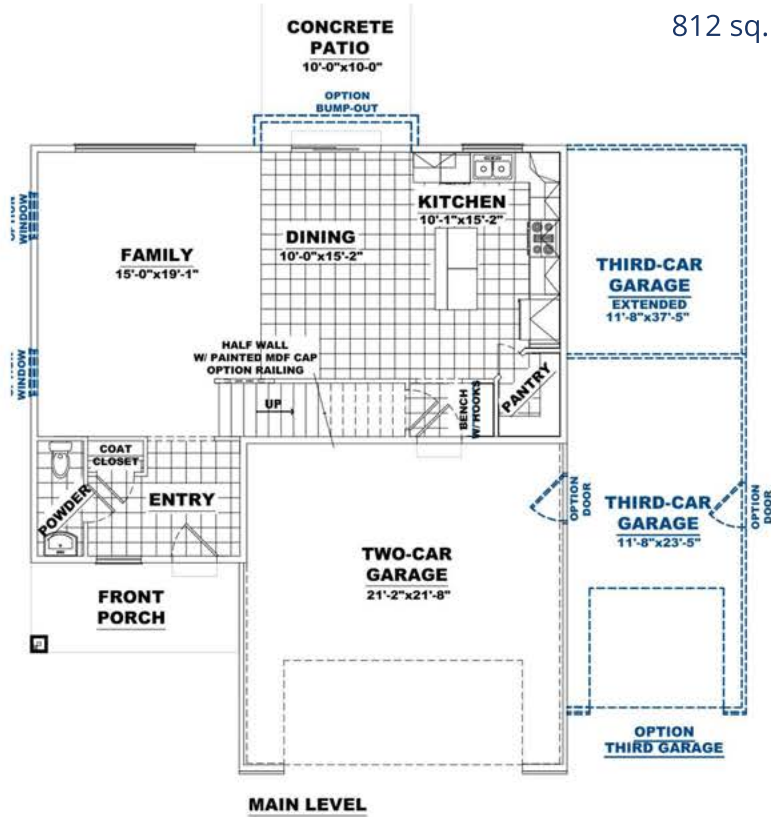 812 sq.
CONCRETE
PATIO
10'-0"x10-0"
OPTION
BUMP-OUT
KITCHEN
10'-1"x15'-2"
OPTION
WINDOW
DINING
10'-0"x15'-2"
FAMILY
15'-0"x19'-1"
THIRD-CAR
GARAGE
EXTENDED
11'-8"x37'-5"
HALF WALL
W/ PAINTED MDF CAP
OPTION RAILING
OPTION
WINDOW
UP
BENCH
W/ HOOKS
PANTRY
COAT
CLOSET
POWDER
ENTRY
OPTION
DOOR
THIRD-CAR
GARAGE
11'-8"x23'-5"
OPTION
DOOR
TWO-CAR
GARAGE
21'-2"x21'-8"
FRONT
PORCH
OPTION
THIRD GARAGE
MAIN LEVEL